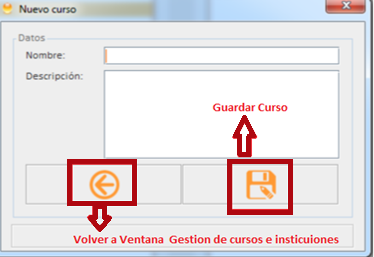 Nuevo curso
Datos
Nombre:
Descripción:
Guardar Curso
Volver a Ventana Gestion de cursos e insticuiones